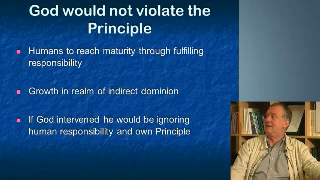 God would not violate the
Principle
Humans to reach maturity through fulfilling
responsibility
Growth in realm of indirect dominion
If God intervened he would be ignoring
human responsibility and own Principle